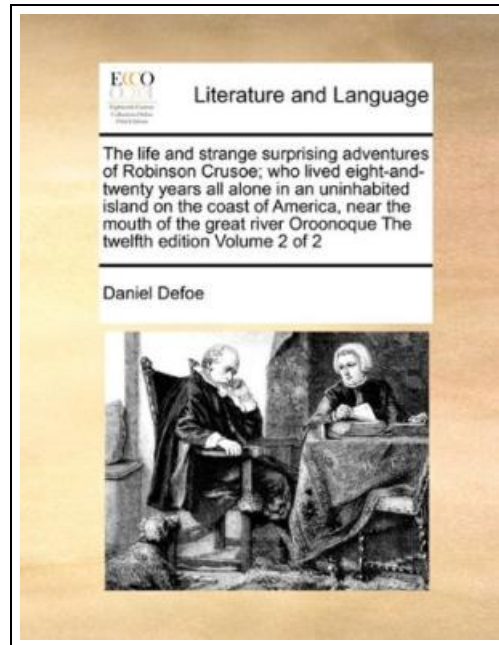 ECCO
Literature and Language
The life and strange surprising adventures
of Robinson Crusoe; who lived eight-and-
twenty years all alone in an uninhabited
island on the coast of America, near the
mouth of the great river Oroonoque The
twelfth edition Volume 2 of 2
Daniel Defoe